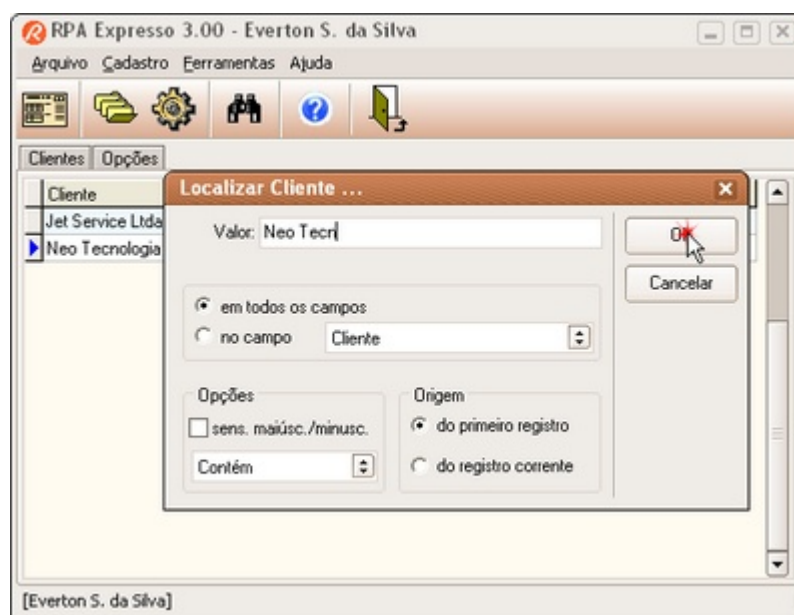 RPA Expresso 3.00 - Everton S. da Silva
Arquivo Cadastro Ferramentas Ajuda
Clientes Opções
Cliente
Jet Service Ltda
Neo Tecnologia
Localizar Cliente ...
Valor: Neo Tecn
Cancelar
em todos os campos
no campo Cliente
Opções
sens. maiúsc./minusc.
Contém
Origem
do primeiro registro
do registro corrente
[Everton S. da Silva]